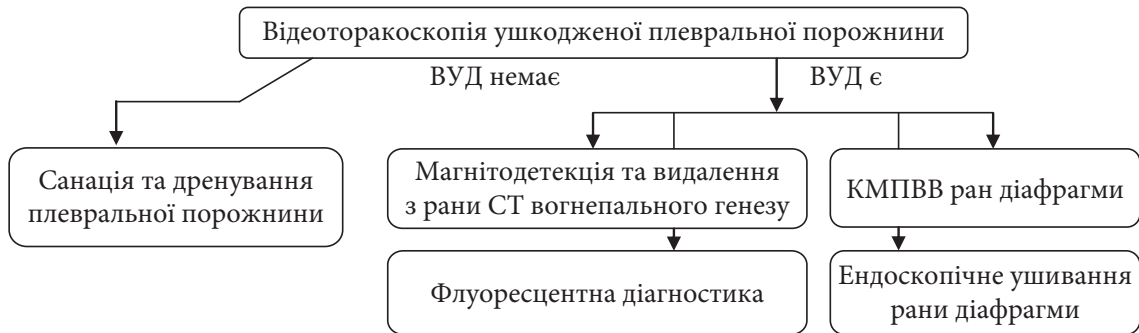 Відеоторакоскопія ушкодженої плевральної порожнини
ВУД немає
ВУД є
Санація та дренування
плевральної порожнини
Магнітодетекція та видалення
з рани СТ вогнепального генезу
КМПВВ ран діафрагми
Флуоресцентна діагностика
Ендоскопічне ушивання
рани діафрагми